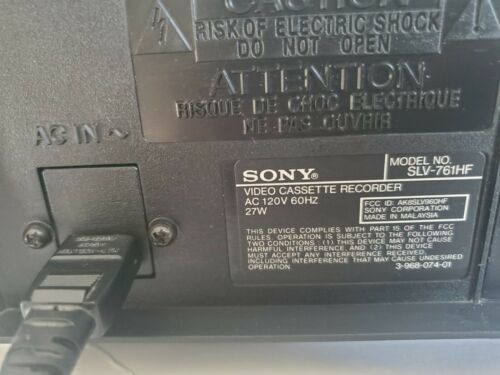 CAUTION
RISK OF ELECTRIC SHOCK
DO NOT OPEN
ATTENTION
RISQUE DE CHOC ELECTRIQUE
NE PAS OUVRIR
AC IN ~
SONY®
MODEL NO.
SLV-761HF
VIDEO CASSETTE RECORDER
AC 120V 60HZ
27W
FCC ID: AK8SLV960HF
SONY CORPORATION
MADE IN MALAYSIA
THIS DEVICE COMPLIES WITH PART 15 OF THE FCC
RULES. OPERATION IS SUBJECT TO THE FOLLOWING
TWO CONDITIONS. (1) THIS DEVICE MAY NOT CAUSE
HARMFUL INTERFERENCE, AND (2) THIS DEVICE
MUST ACCEPT ANY INTERFERENCE RECEIVED,
INCLUDING INTERFERENCE THAT MAY CAUSE UNDESIRED
OPERATION.
3-968-074-01